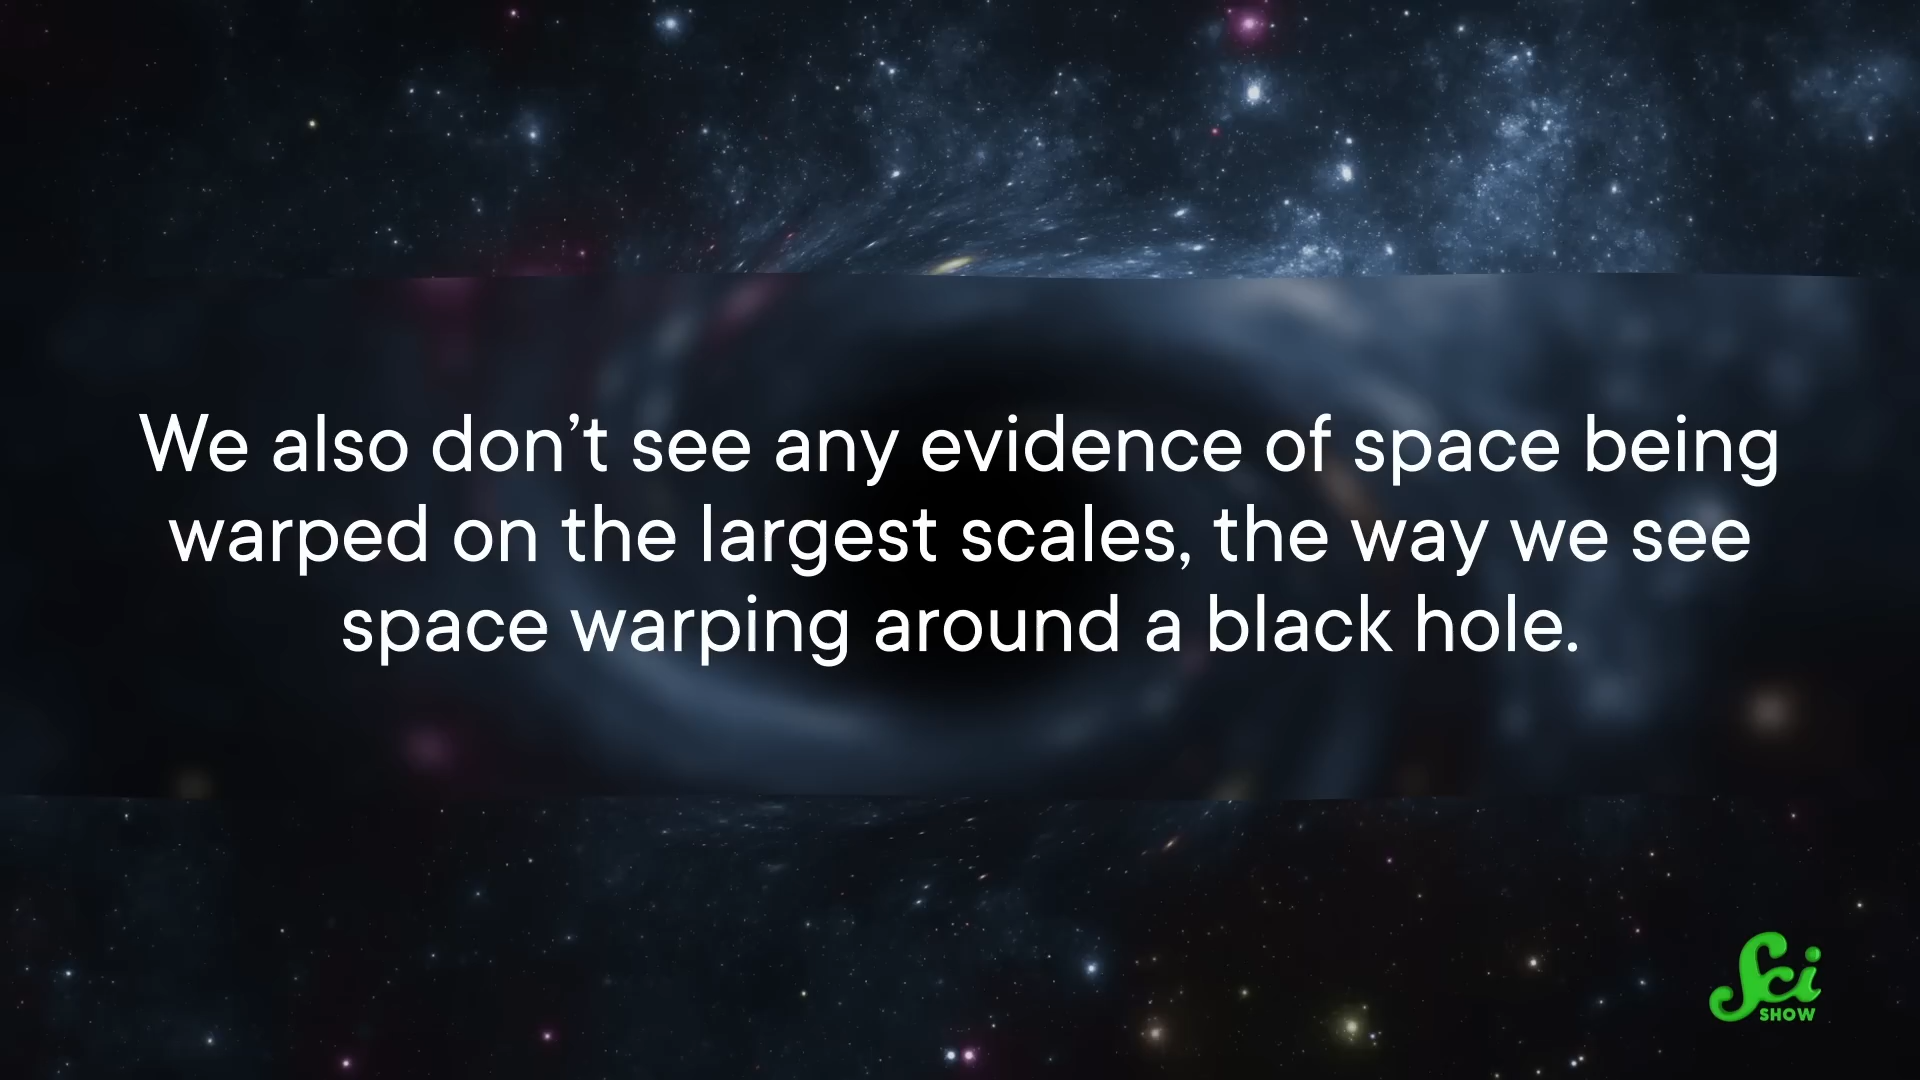 We also don’t see any evidence of space being
warped on the largest scales, the way we see
space warping around a black hole.
Sci
SHOW